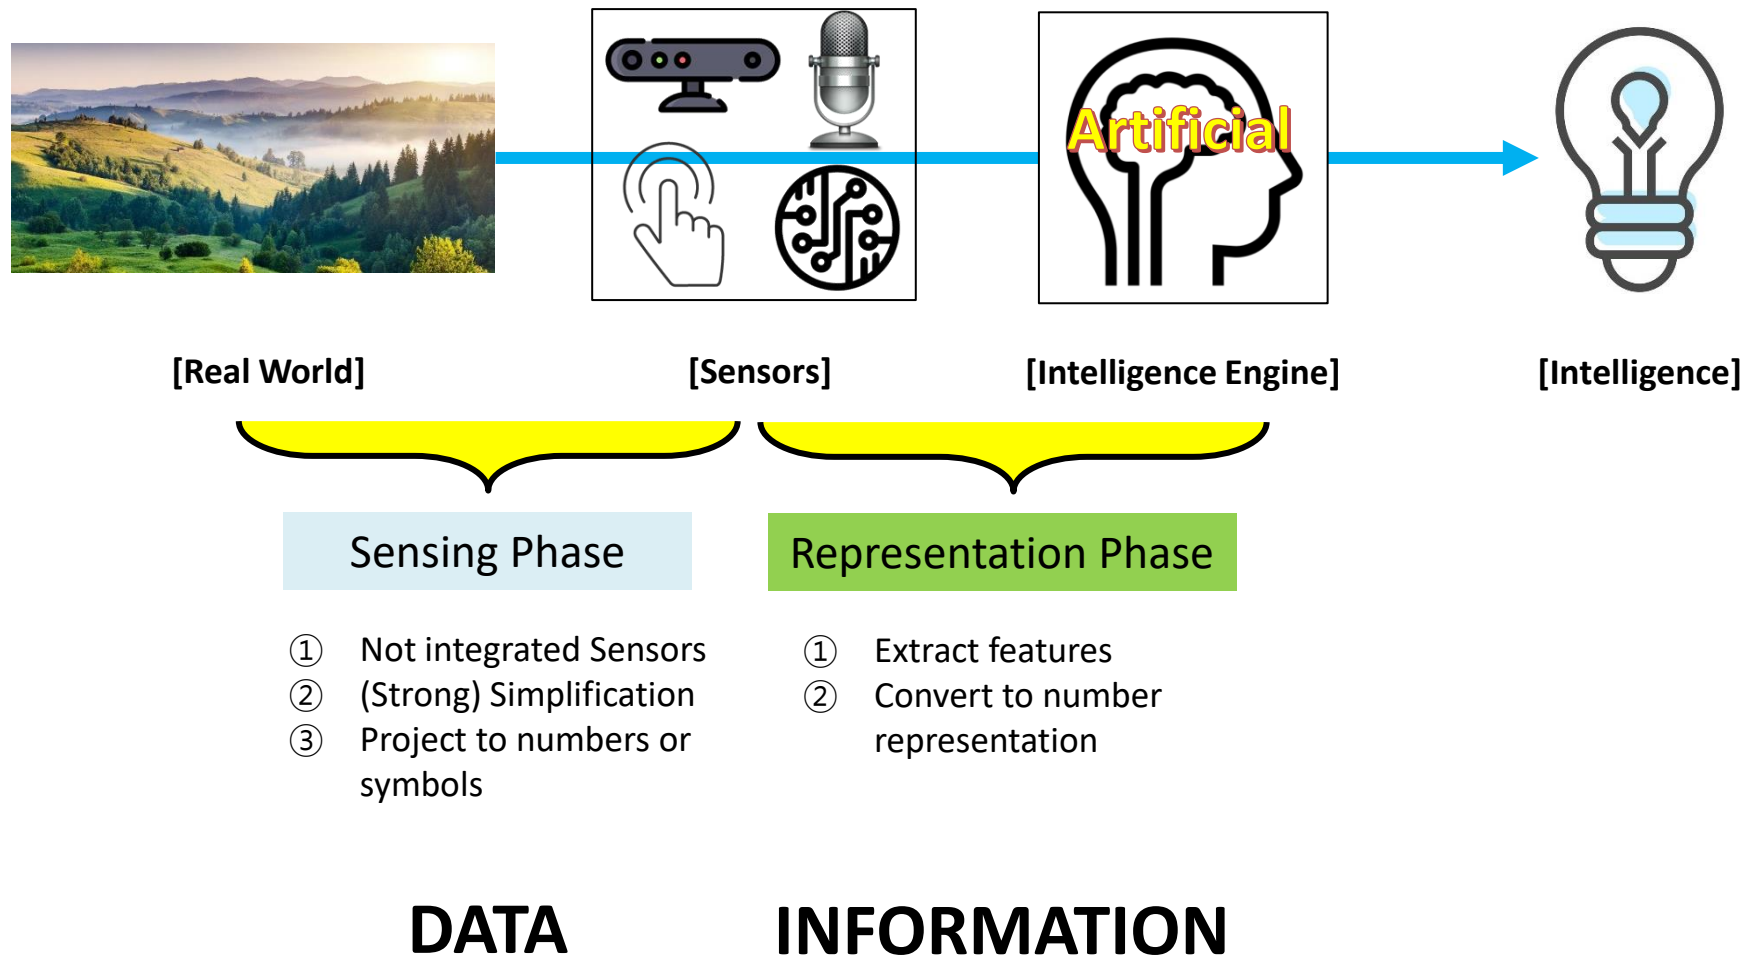 Artificial
[Real World]
[Sensors]
[Intelligence Engine]
[Intelligence]
Sensing Phase
① Not integrated Sensors
② (Strong) Simplification
③ Project to numbers or
symbols
Representation Phase
① Extract features
② Convert to number
representation
DATA
INFORMATION